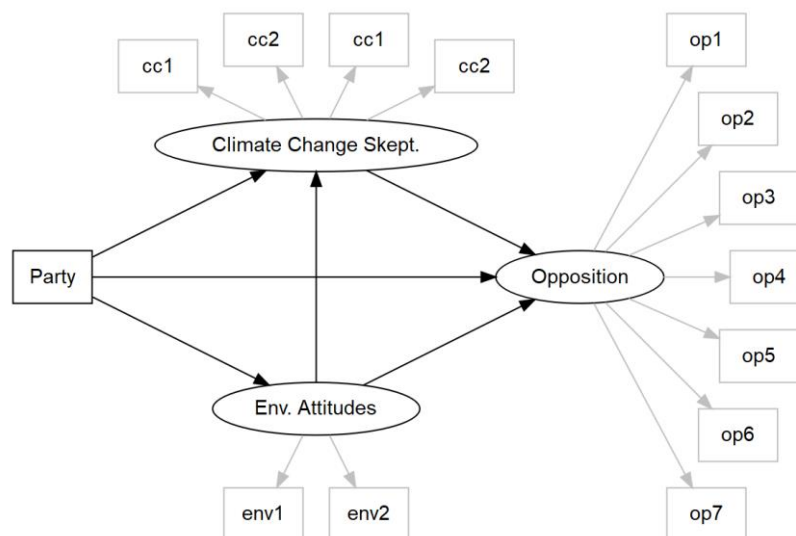 cc1
cc2
cc1
cc2
op1
op2
Climate Change Skept.
op3
Party
Opposition
op4
op5
Env. Attitudes
op6
env1
env2
op7